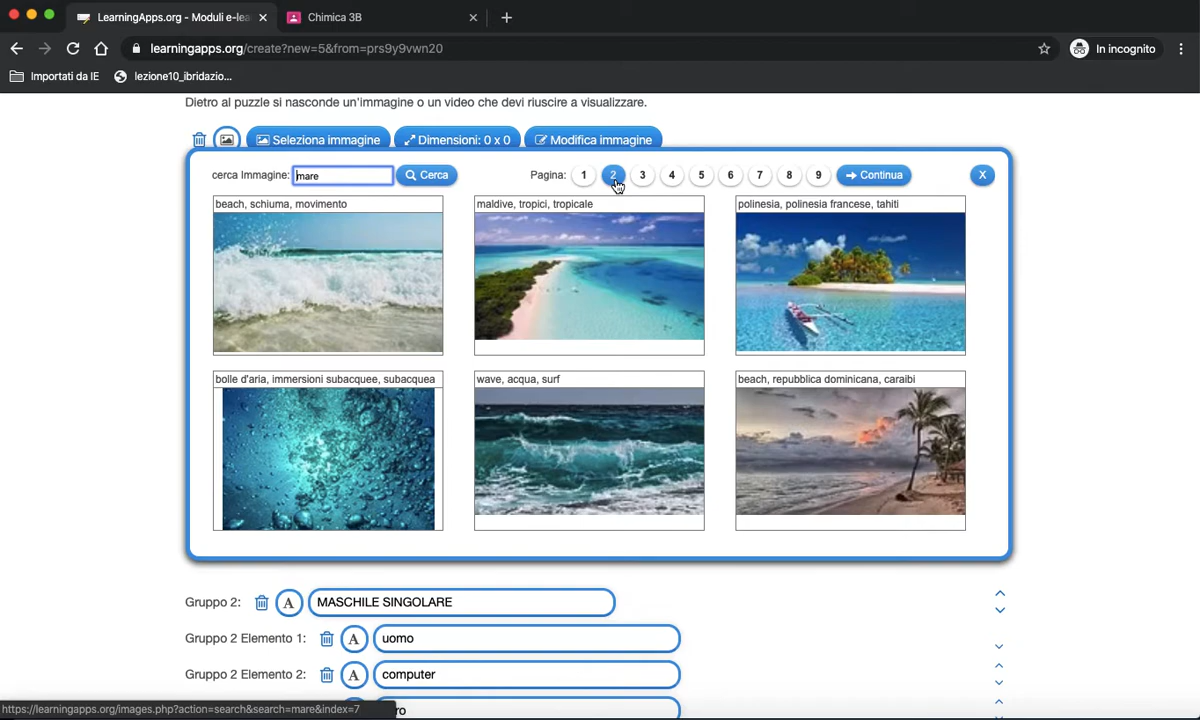 LearningApps.org - Moduli e-lea
Chimica 3B
learningapps.org/create?new=5&from=prs9y9vwn20
In incognito
Importati da IE
lezione10_ibridazio...
Dietro al puzzle si nasconde un'immagine o un video che devi riuscire a visualizzare.
Seleziona immagine
Dimensioni: 0 x 0
Modifica immagine
cerca Immagine: mare
Cerca
Pagina: 1 2 3 4 5 6 7 8 9
Continua
X
beach, schiuma, movimento
maldive, tropici, tropicale
polinesia, polinesia francese, tahiti
bolle d'aria, immersioni subacquee, subacquea
wave, acqua, surf
beach, repubblica dominicana, caraibi
Gruppo 2: A MASCHILE SINGOLARE
Gruppo 2 Elemento 1: A uomo
Gruppo 2 Elemento 2: A computer
https://learningapps.org/images.php?action=search&search=mare&index=7